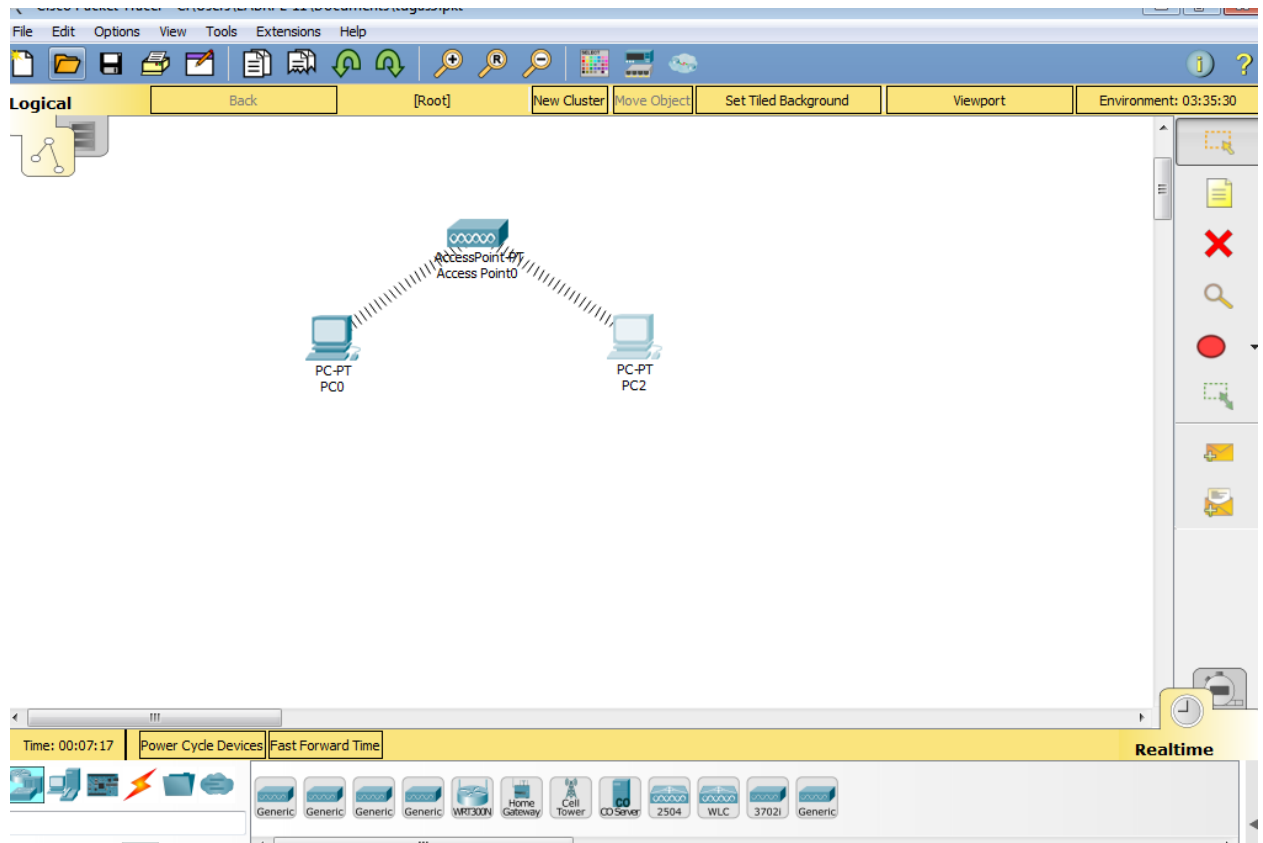 File Edit Options View Tools Extensions Help
Logical Back [Root] New Cluster Move Object Set Tiled Background Viewport Environment: 03:35:30
AccessPoint-PT
Access Point0
PC-PT
PC0
PC-PT
PC2
Time: 00:07:17 Power Cycle Devices Fast Forward Time Realtime
Generic Generic Generic Generic WRT300N Home Gateway Cell Tower CO CO Server 2504 WLC 3702i Generic